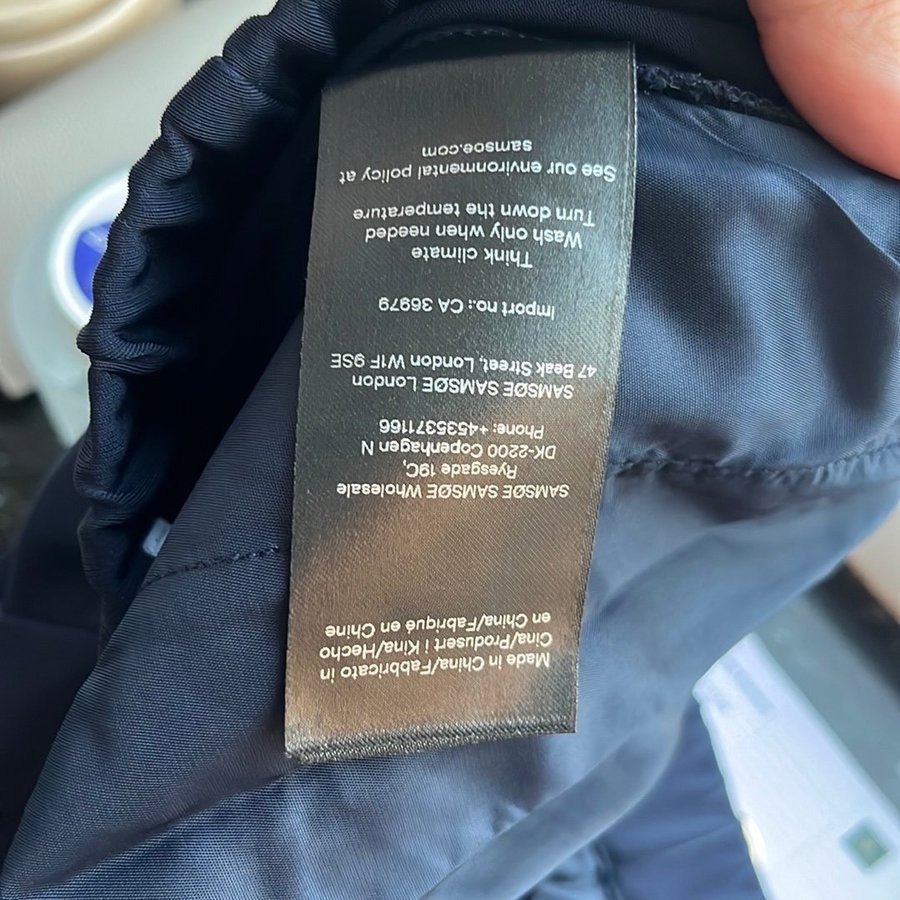 Made in China/Fabbricato in
Cina/Produsert i Kina/Hecho
en China/Fabriqué en Chine
SAMSØE SAMSØE Wholesale
Ryesgade 19C,
DK-2200 Copenhagen N
Phone: +4535371166
SAMSØE SAMSØE London
47 Beak Street, London W1F 9SE
Import no.: CA 36979
Think climate
Wash only when needed
Turn down the temperature
See our environmental policy at
samsoe.com